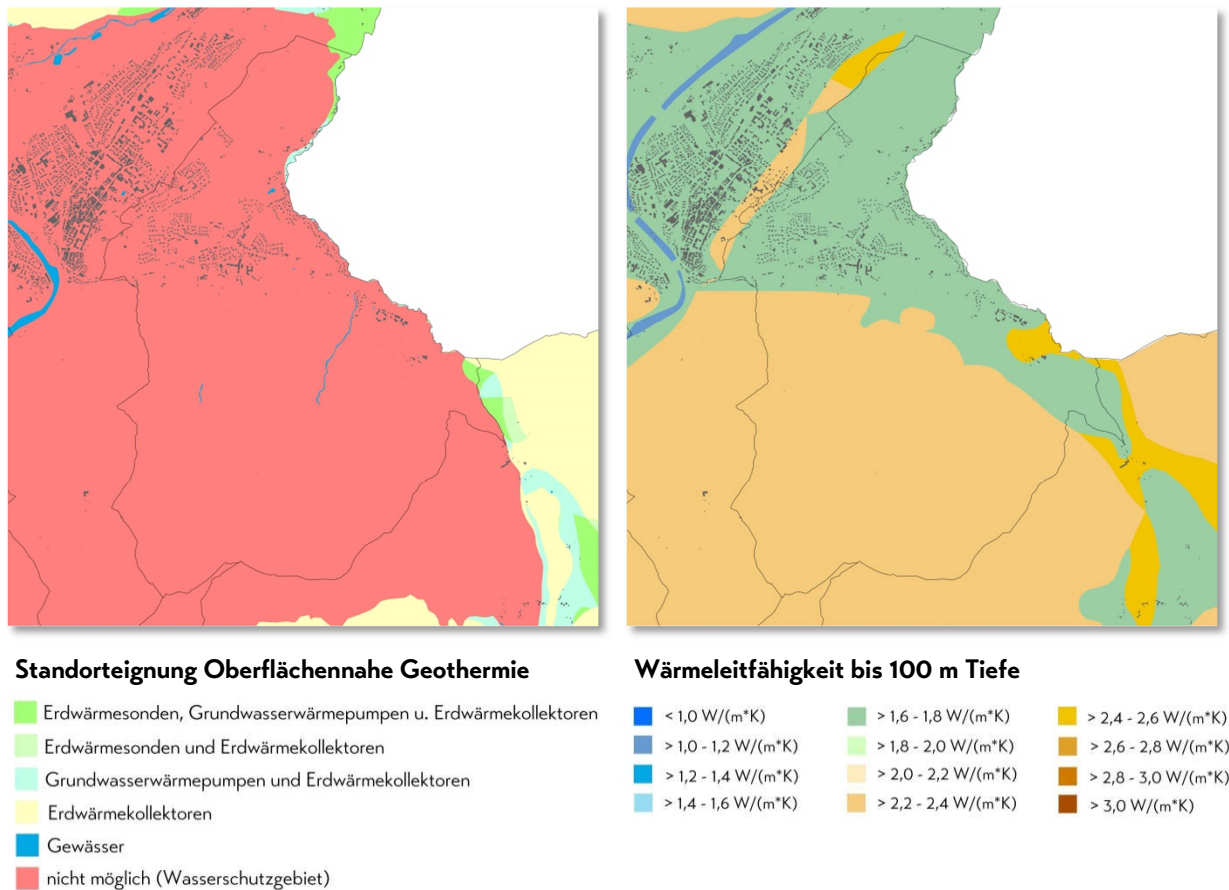 Standorteignung Oberflächennahe Geothermie
Erdwärmesonden, Grundwasserwärmepumpen u. Erdwärmekollektoren
Erdwärmesonden und Erdwärmekollektoren
Grundwasserwärmepumpen und Erdwärmekollektoren
Erdwärmekollektoren
Gewässer
nicht möglich (Wasserschutzgebiet)
Wärmeleitfähigkeit bis 100 m Tiefe
< 1,0 W/(m*K)
> 1,0 - 1,2 W/(m*K)
> 1,2 - 1,4 W/(m*K)
> 1,4 - 1,6 W/(m*K)
> 1,6 - 1,8 W/(m*K)
> 1,8 - 2,0 W/(m*K)
> 2,0 - 2,2 W/(m*K)
> 2,2 - 2,4 W/(m*K)
> 2,4 - 2,6 W/(m*K)
> 2,6 - 2,8 W/(m*K)
> 2,8 - 3,0 W/(m*K)
> 3,0 W/(m*K)